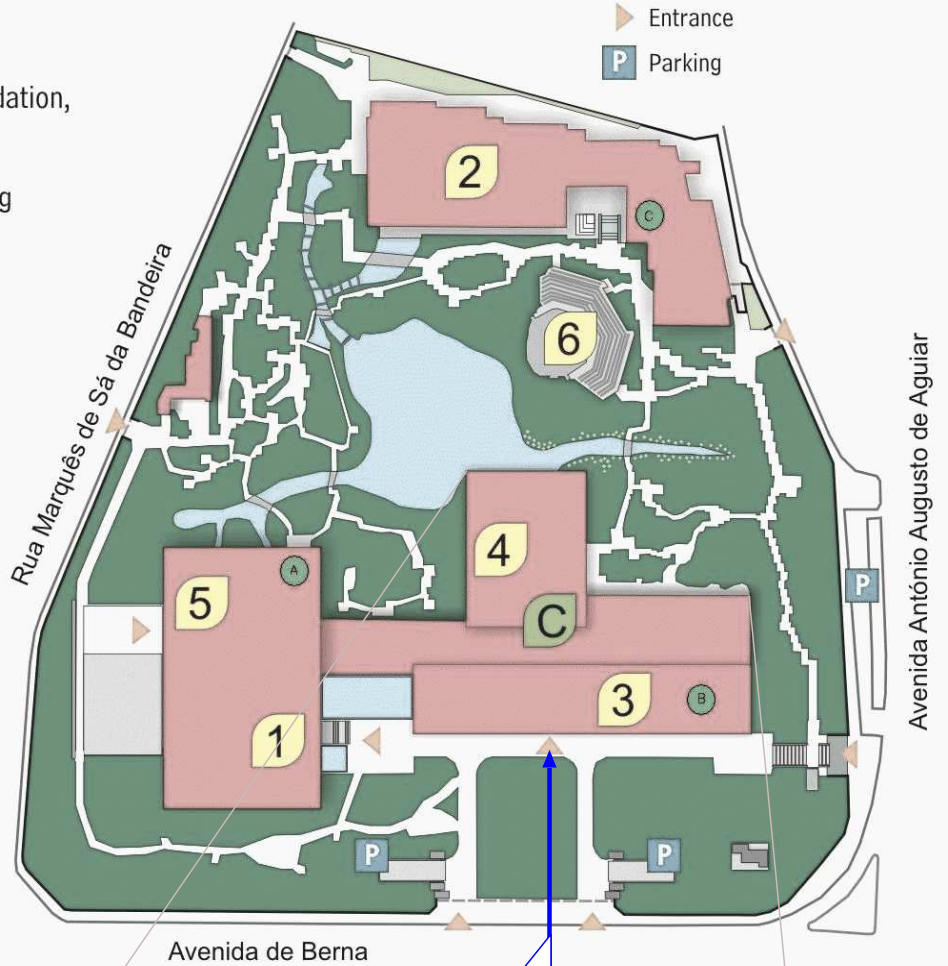 Entrance
P Parking
dation,
g
2
C
6
Rua Marquês de Sá da Bandeira
Avenida António Augusto de Aguiar
4
A
5
P
C
3
B
1
P
P
Avenida de Berna